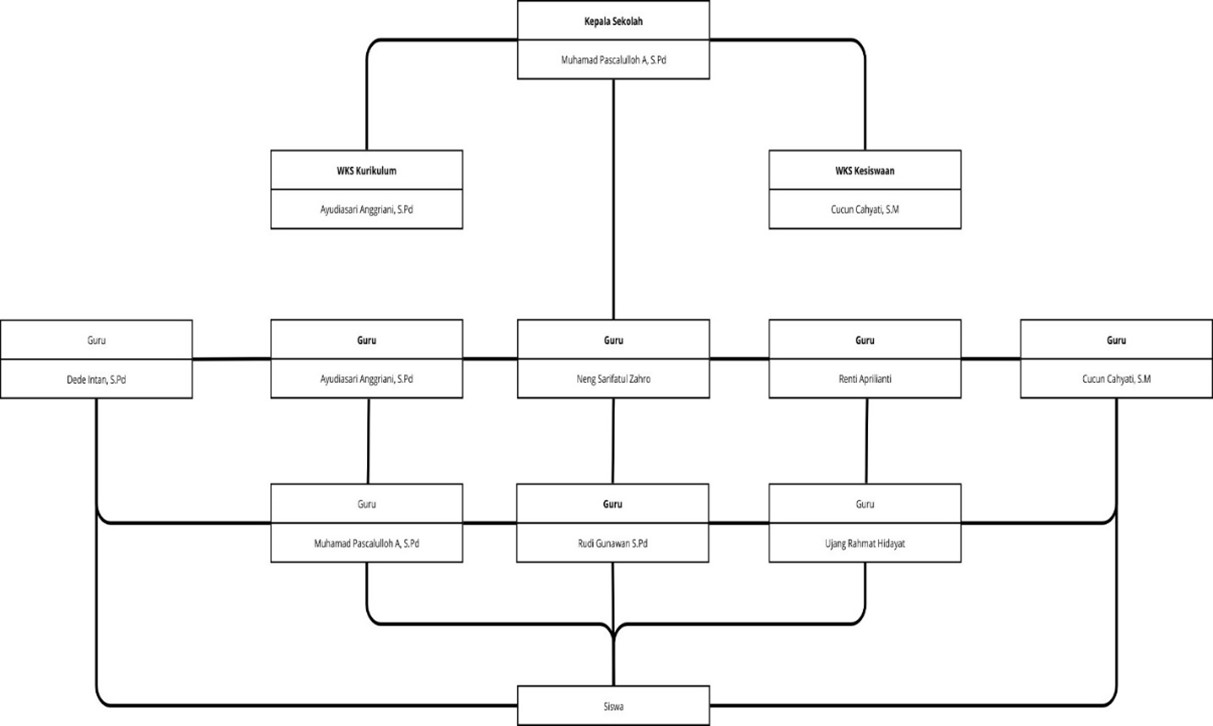 Kepala Sekolah
Muhamad Pascalulloh A, S.Pd
WKS Kurikulum
Ayudiasari Anggriani, S.Pd
WKS Kesiswaan
Cucun Cahyati, S.M
Guru
Dede Intan, S.Pd
Guru
Ayudiasari Anggriani, S.Pd
Guru
Neng Sarifatul Zahro
Guru
Renti Aprilianti
Guru
Cucun Cahyati, S.M
Guru
Muhamad Pascalulloh A, S.Pd
Guru
Rudi Gunawan S.Pd
Guru
Ujang Rahmat Hidayat
Siswa